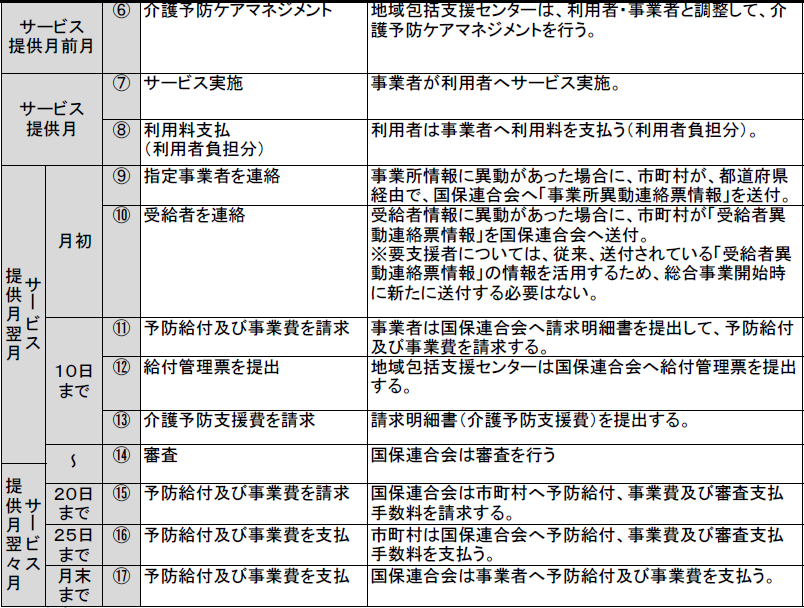 サービス
提供月前月
⑥
介護予防ケアマネジメント
地域包括支援センターは、利用者・事業者と調整して、介
護予防ケアマネジメントを行う。
サービス
提供月
⑦
サービス実施
事業者が利用者へサービス実施。
⑧
利用料支払
（利用者負担分）
利用者は事業者へ利用料を支払う（利用者負担分）。
サービス
提供月翌月
月初
⑨
指定事業者を連絡
事業所情報に異動があった場合に、市町村が、都道府県
経由で、国保連合会へ「事業所異動連絡票情報」を送付。
⑩
受給者を連絡
受給者情報に異動があった場合に、市町村が「受給者異
動連絡票情報」を国保連合会へ送付。
※要支援者については、従来、送付されている「受給者異
動連絡票情報」の情報を活用するため、総合事業開始時
に新たに送付する必要はない。
10日
まで
⑪
予防給付及び事業費を請求
事業者は国保連合会へ請求明細書を提出して、予防給付
及び事業費を請求する。
⑫
給付管理票を提出
地域包括支援センターは国保連合会へ給付管理票を提出
する。
⑬
介護予防支援費を請求
請求明細書（介護予防支援費）を提出する。
～
⑭
審査
国保連合会は審査を行う
サービス
提供月翌々月
20日
まで
⑮
予防給付及び事業費を請求
国保連合会は市町村へ予防給付、事業費及び審査支払
手数料を請求する。
25日
まで
⑯
予防給付及び事業費を支払
市町村は国保連合会へ予防給付、事業費及び審査支払
手数料を支払う。
月末
まで
⑰
予防給付及び事業費を支払
国保連合会は事業者へ予防給付及び事業費を支払う。